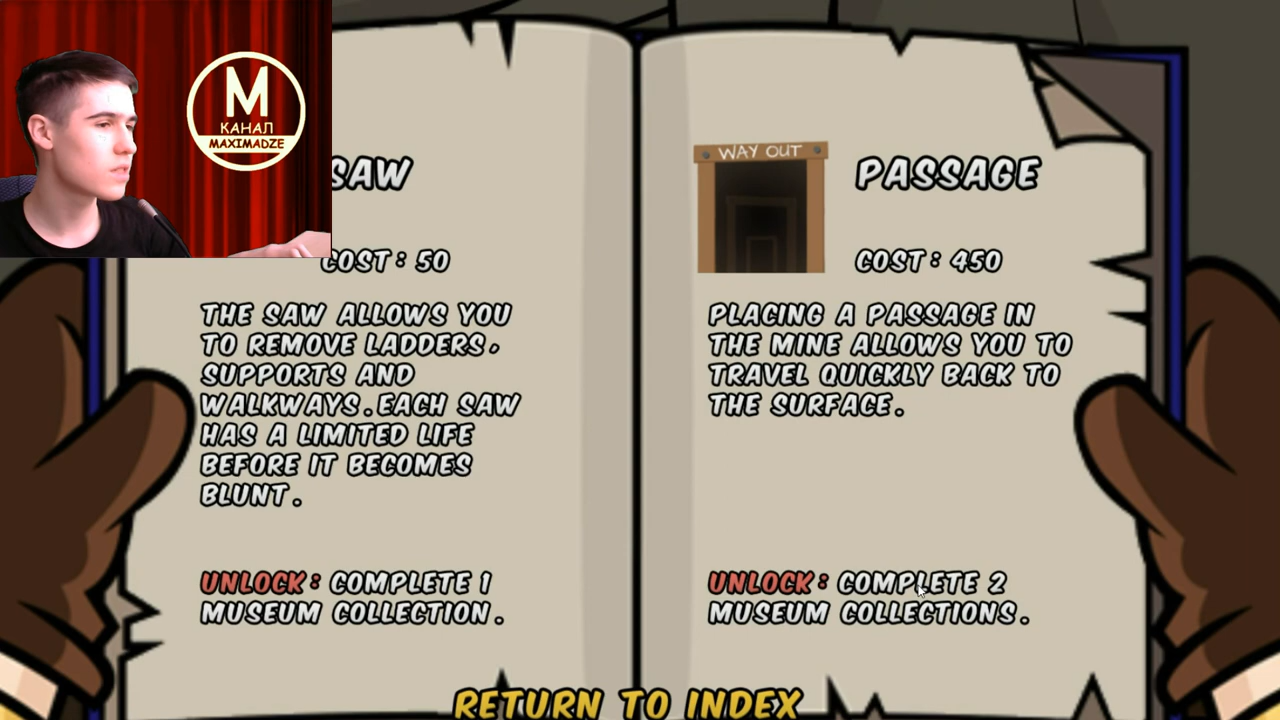 M
КАНАЛ
MAXIMADZE
SAW
COST: 50
THE SAW ALLOWS YOU
TO REMOVE LADDERS,
SUPPORTS AND
WALKWAYS.EACH SAW
HAS A LIMITED LIFE
BEFORE IT BECOMES
BLUNT.
UNLOCK: COMPLETE 1
MUSEUM COLLECTION.
WAY OUT
PASSAGE
COST: 450
PLACING A PASSAGE IN
THE MINE ALLOWS YOU TO
TRAVEL QUICKLY BACK TO
THE SURFACE.
UNLOCK: COMPLETE 2
MUSEUM COLLECTIONS.
RETURN TO INDEX